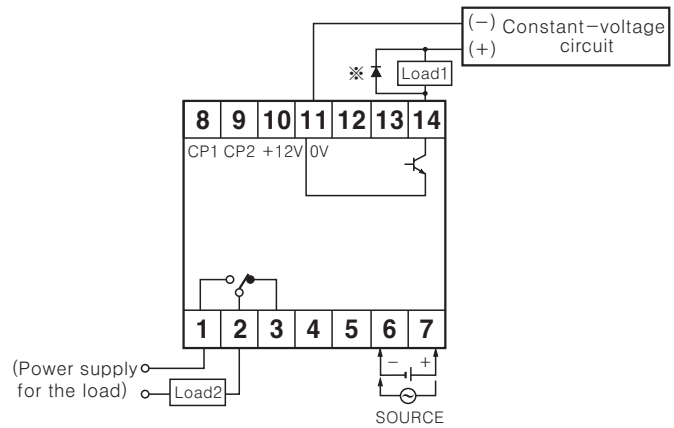 (−) Constant−voltage
(+) circuit
※ Load1
8 9 10 11 12 13 14
CP1 CP2 +12V 0V
1 2 3 4 5 6 7
(Power supply
for the load) Load2
− +
SOURCE